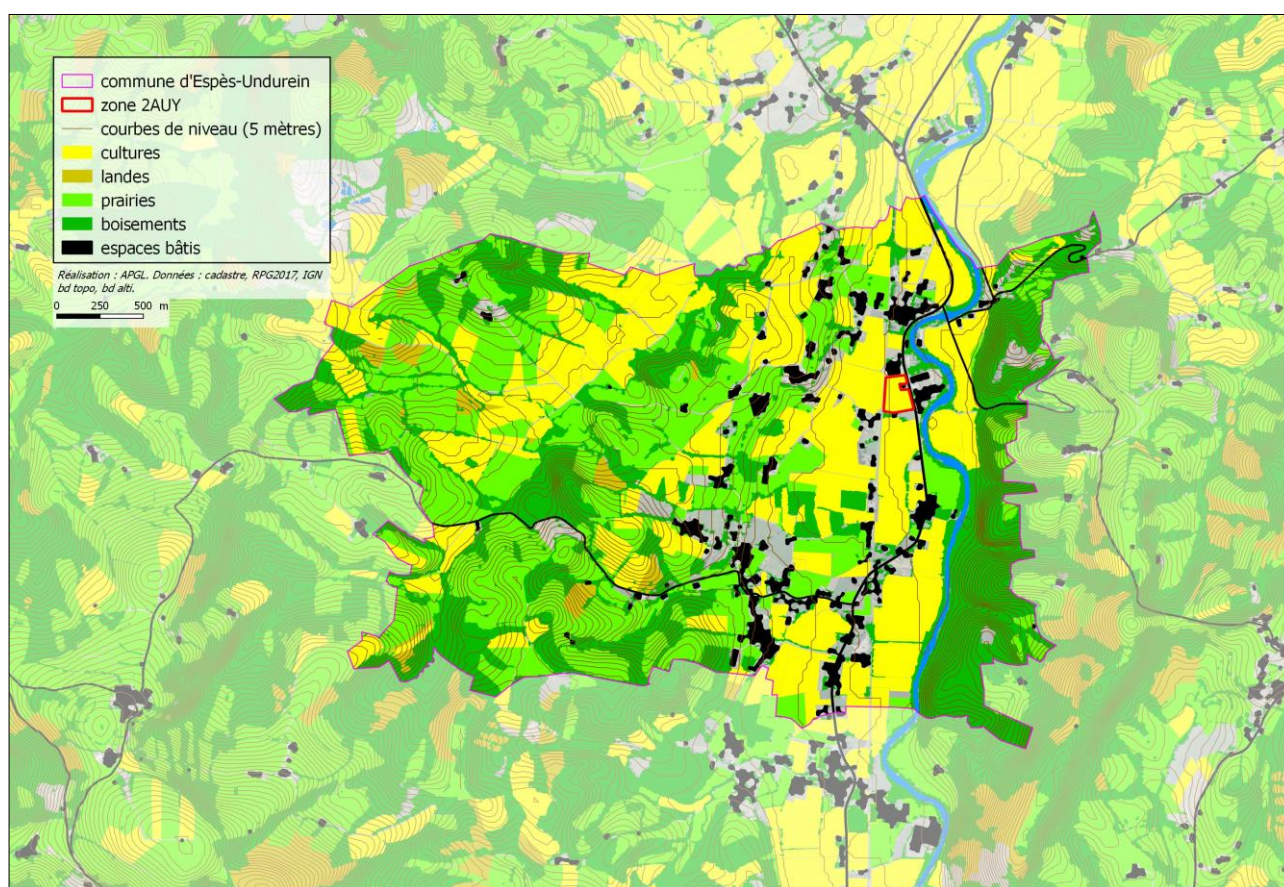 commune d'Espès-Undurein
zone 2AUY
courbes de niveau (5 mètres)
cultures
landes
prairies
boisements
espaces bâtis
Réalisation : APGL. Données : cadastre, RPG2017, IGN
bd topo, bd alti.
0 250 500 m